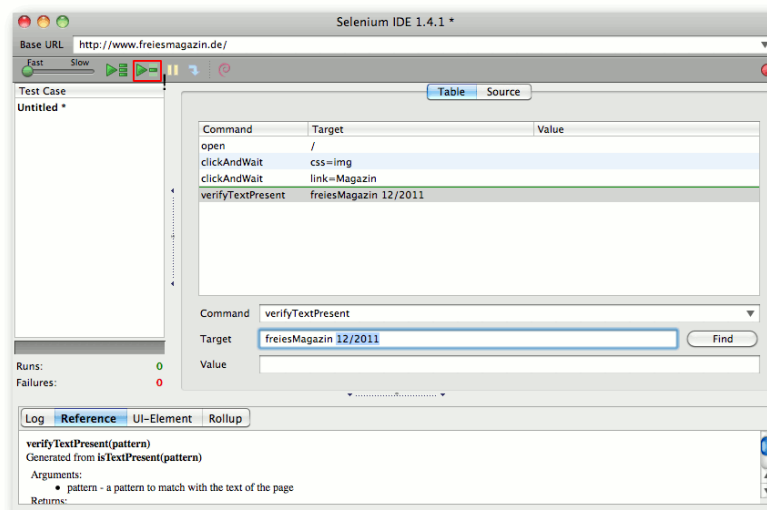 Selenium IDE 1.4.1 *
Base URL http://www.freiesmagazin.de/
Fast Slow
!
Test Case
Untitled *
Table Source
Command Target Value
open /
clickAndWait css=img
clickAndWait link=Magazin
verifyTextPresent freiesMagazin 12/2011
Command verifyTextPresent
Target freiesMagazin 12/2011 Find
Value
Runs: 0
Failures: 0
Log Reference UI-Element Rollup
verifyTextPresent(pattern)
Generated from isTextPresent(pattern)
Arguments:
• pattern - a pattern to match with the text of the page
Returns: